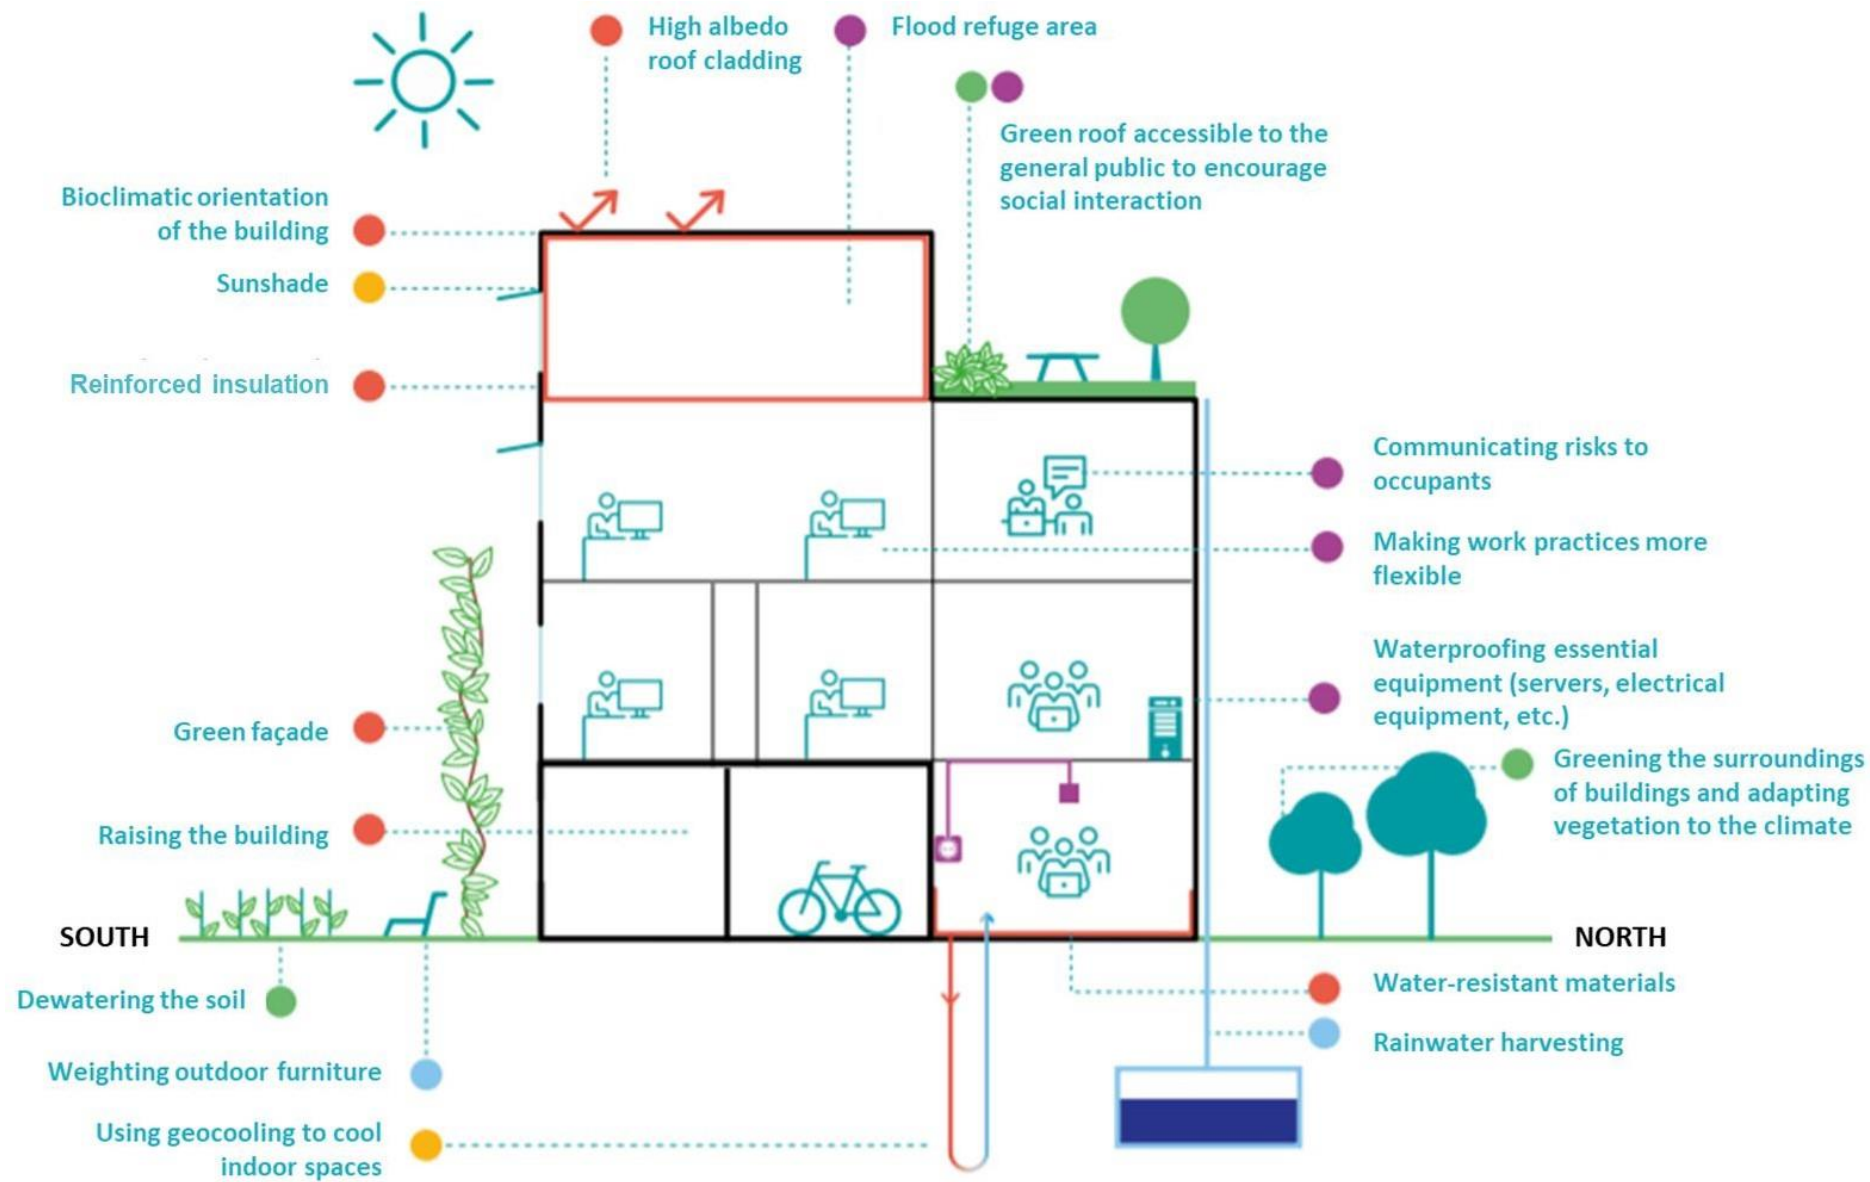 High albedo
roof cladding
Flood refuge area
Green roof accessible to the
general public to encourage
social interaction
Bioclimatic orientation
of the building
Sunshade
Reinforced insulation
Communicating risks to
occupants
Making work practices more
flexible
Waterproofing essential
equipment (servers, electrical
equipment, etc.)
Green façade
Greening the surroundings
of buildings and adapting
vegetation to the climate
Raising the building
SOUTH
NORTH
Dewatering the soil
Water-resistant materials
Rainwater harvesting
Weighting outdoor furniture
Using geocooling to cool
indoor spaces